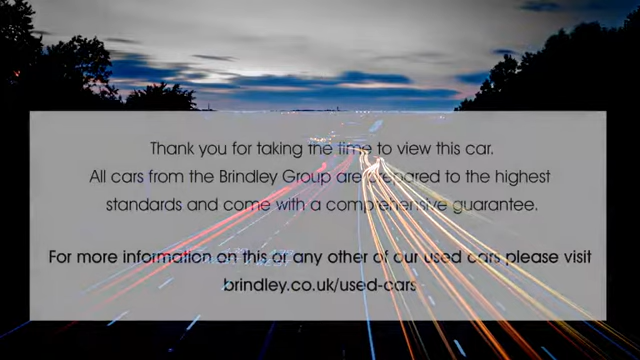 Thank you for taking the time to view this car.
All cars from the Brindley Group are prepared to the highest
standards and come with a comprehensive guarantee.
For more information on this or any other of our used cars please visit
brindley.co.uk/used-cars